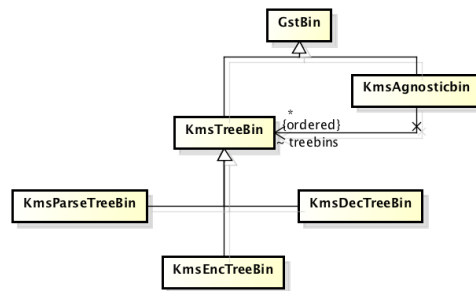 GstBin
KmsAgnosticbin
*
KmsTreeBin
{ordered}
~ treebins
KmsParseTreeBin
KmsDecTreeBin
KmsEncTreeBin